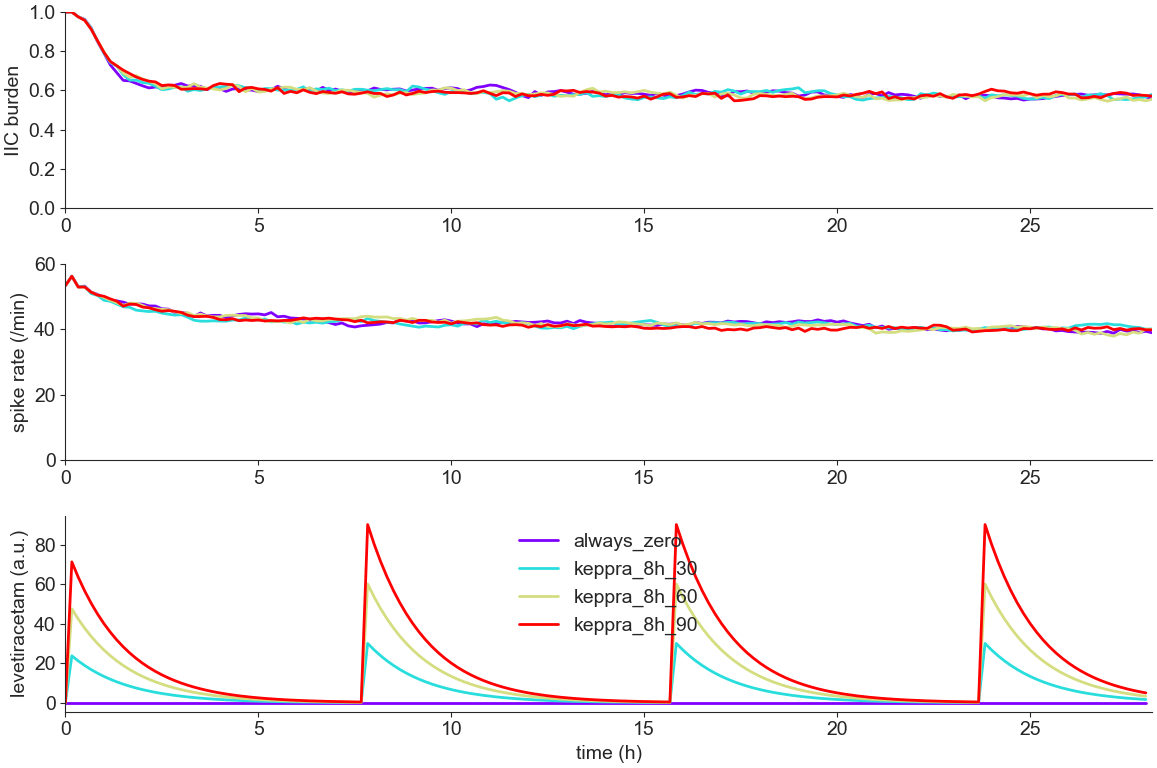 1.0
0.8
0.6
0.4
0.2
0.0
IIC burden
0 5 10 15 20 25
60
40
20
0
spike rate (/min)
0 5 10 15 20 25
80
60
40
20
0
levetiracetam (a.u.)
always_zero
keppra_8h_30
keppra_8h_60
keppra_8h_90
0 5 10 15 20 25
time (h)